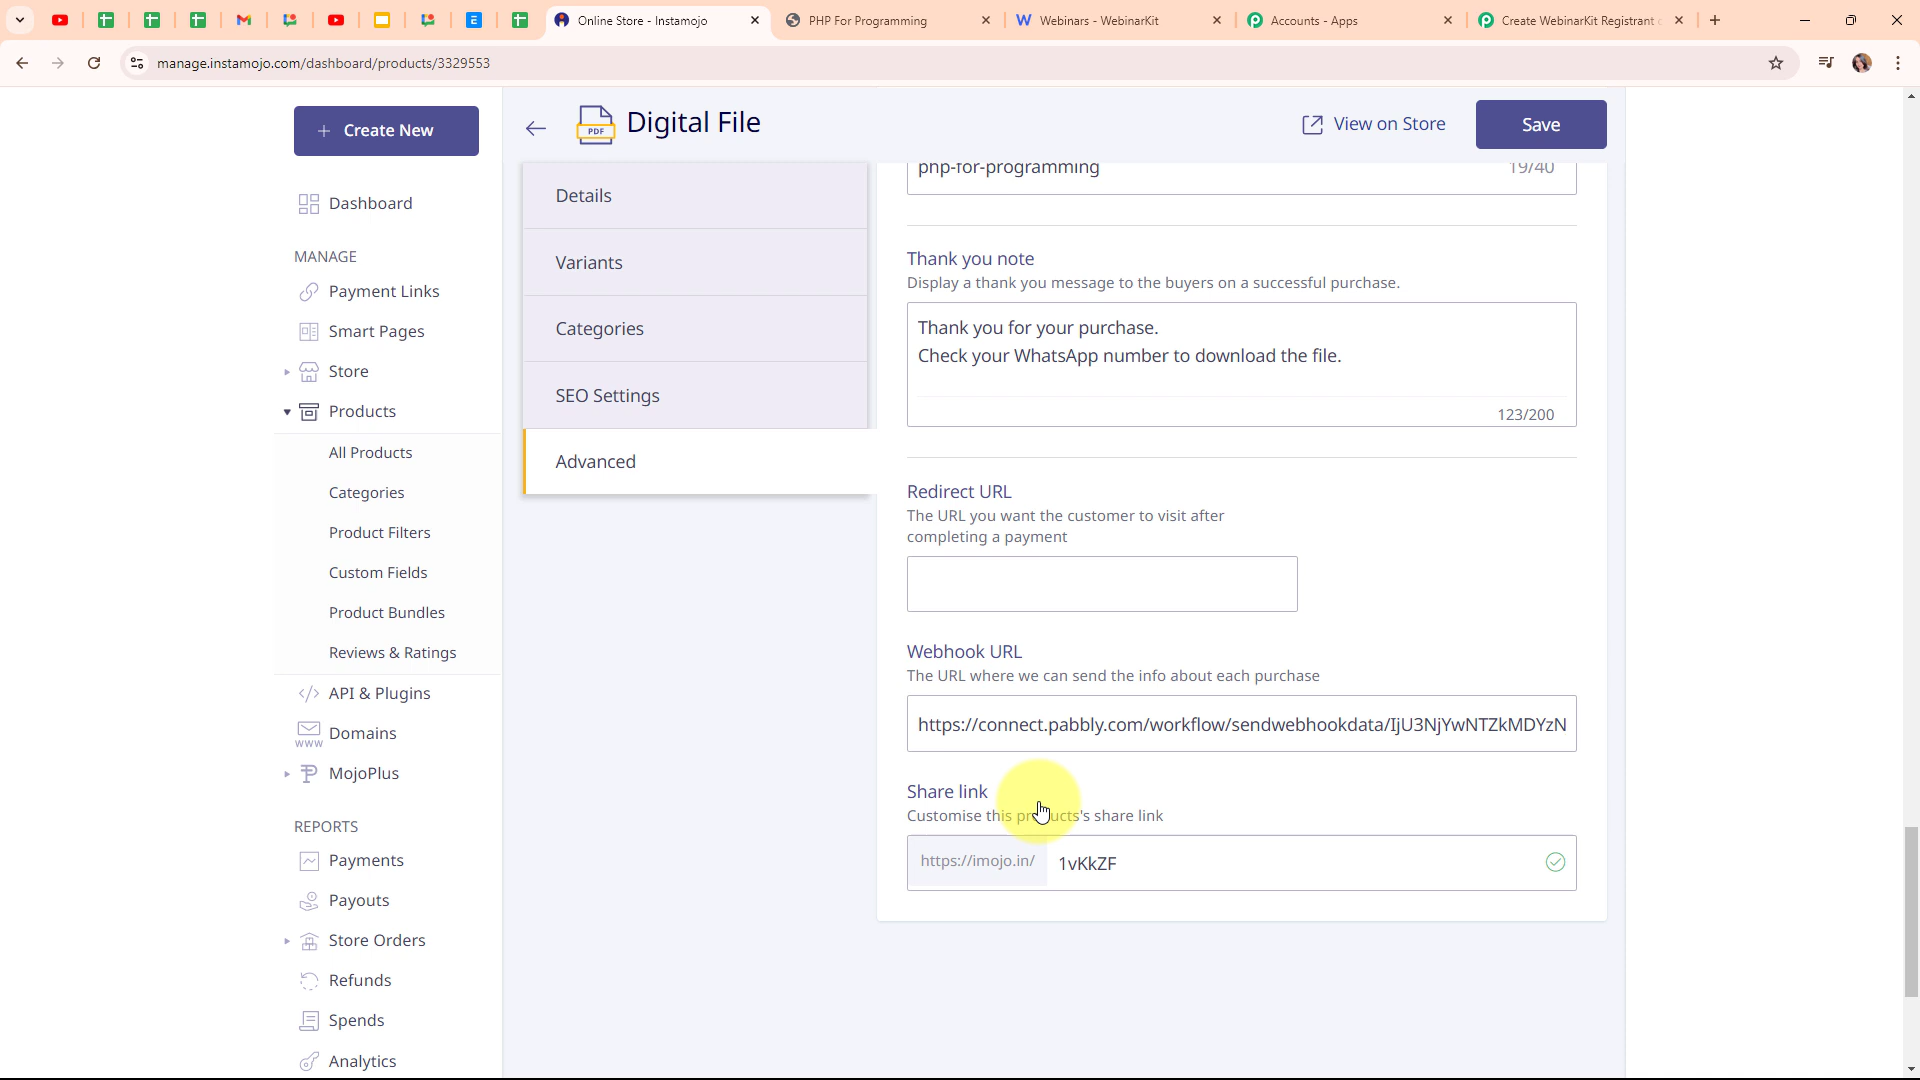 Online Store - Instamojo
PHP For Programming
Webinars - WebinarKit
Accounts - Apps
Create WebinarKit Registrant
manage.instamojo.com/dashboard/products/3329553
Create New
Dashboard
MANAGE
Payment Links
Smart Pages
Store
Products
All Products
Categories
Product Filters
Custom Fields
Product Bundles
Reviews & Ratings
API & Plugins
Domains
MojoPlus
REPORTS
Payments
Payouts
Store Orders
Refunds
Spends
Analytics
PDF
Digital File
View on Store
Save
Details
Variants
Categories
SEO Settings
Advanced
php-for-programming
19/40
Thank you note
Display a thank you message to the buyers on a successful purchase.
Thank you for your purchase.
Check your WhatsApp number to download the file.
123/200
Redirect URL
The URL you want the customer to visit after
completing a payment
Webhook URL
The URL where we can send the info about each purchase
https://connect.pabbly.com/workflow/sendwebhookdata/IjU3NjYwNTZkMDYzN
Share link
Customise this products's share link
https://imojo.in/ 1vKkZF